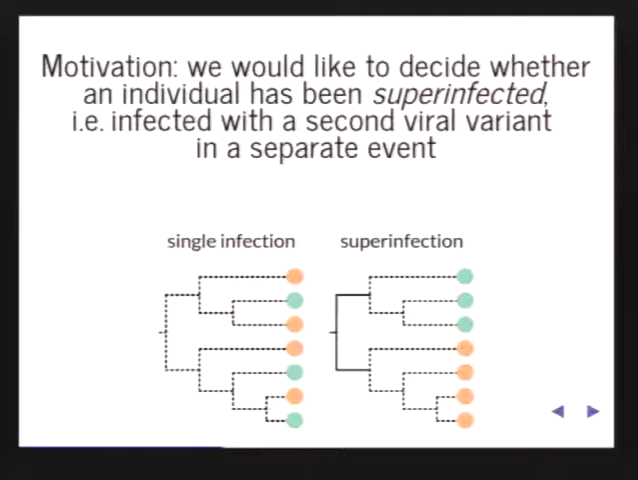 Motivation: we would like to decide whether
an individual has been superinfected,
i.e. infected with a second viral variant
in a separate event
single infection
superinfection